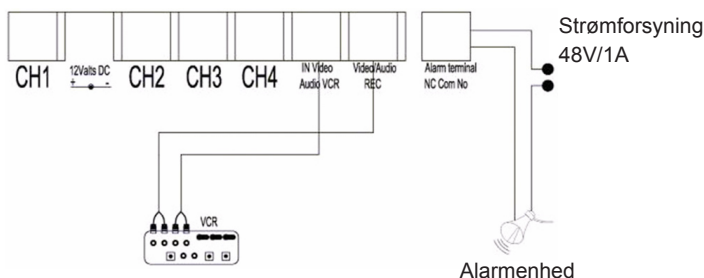 Strømforsyning
48V/1A
CH1
12Valts DC
+ -
CH2
CH3
CH4
IN Video
Audio VCR
Video/Audio
REC
Alarm terminal
NC Com No
VCR
Alarmenhed